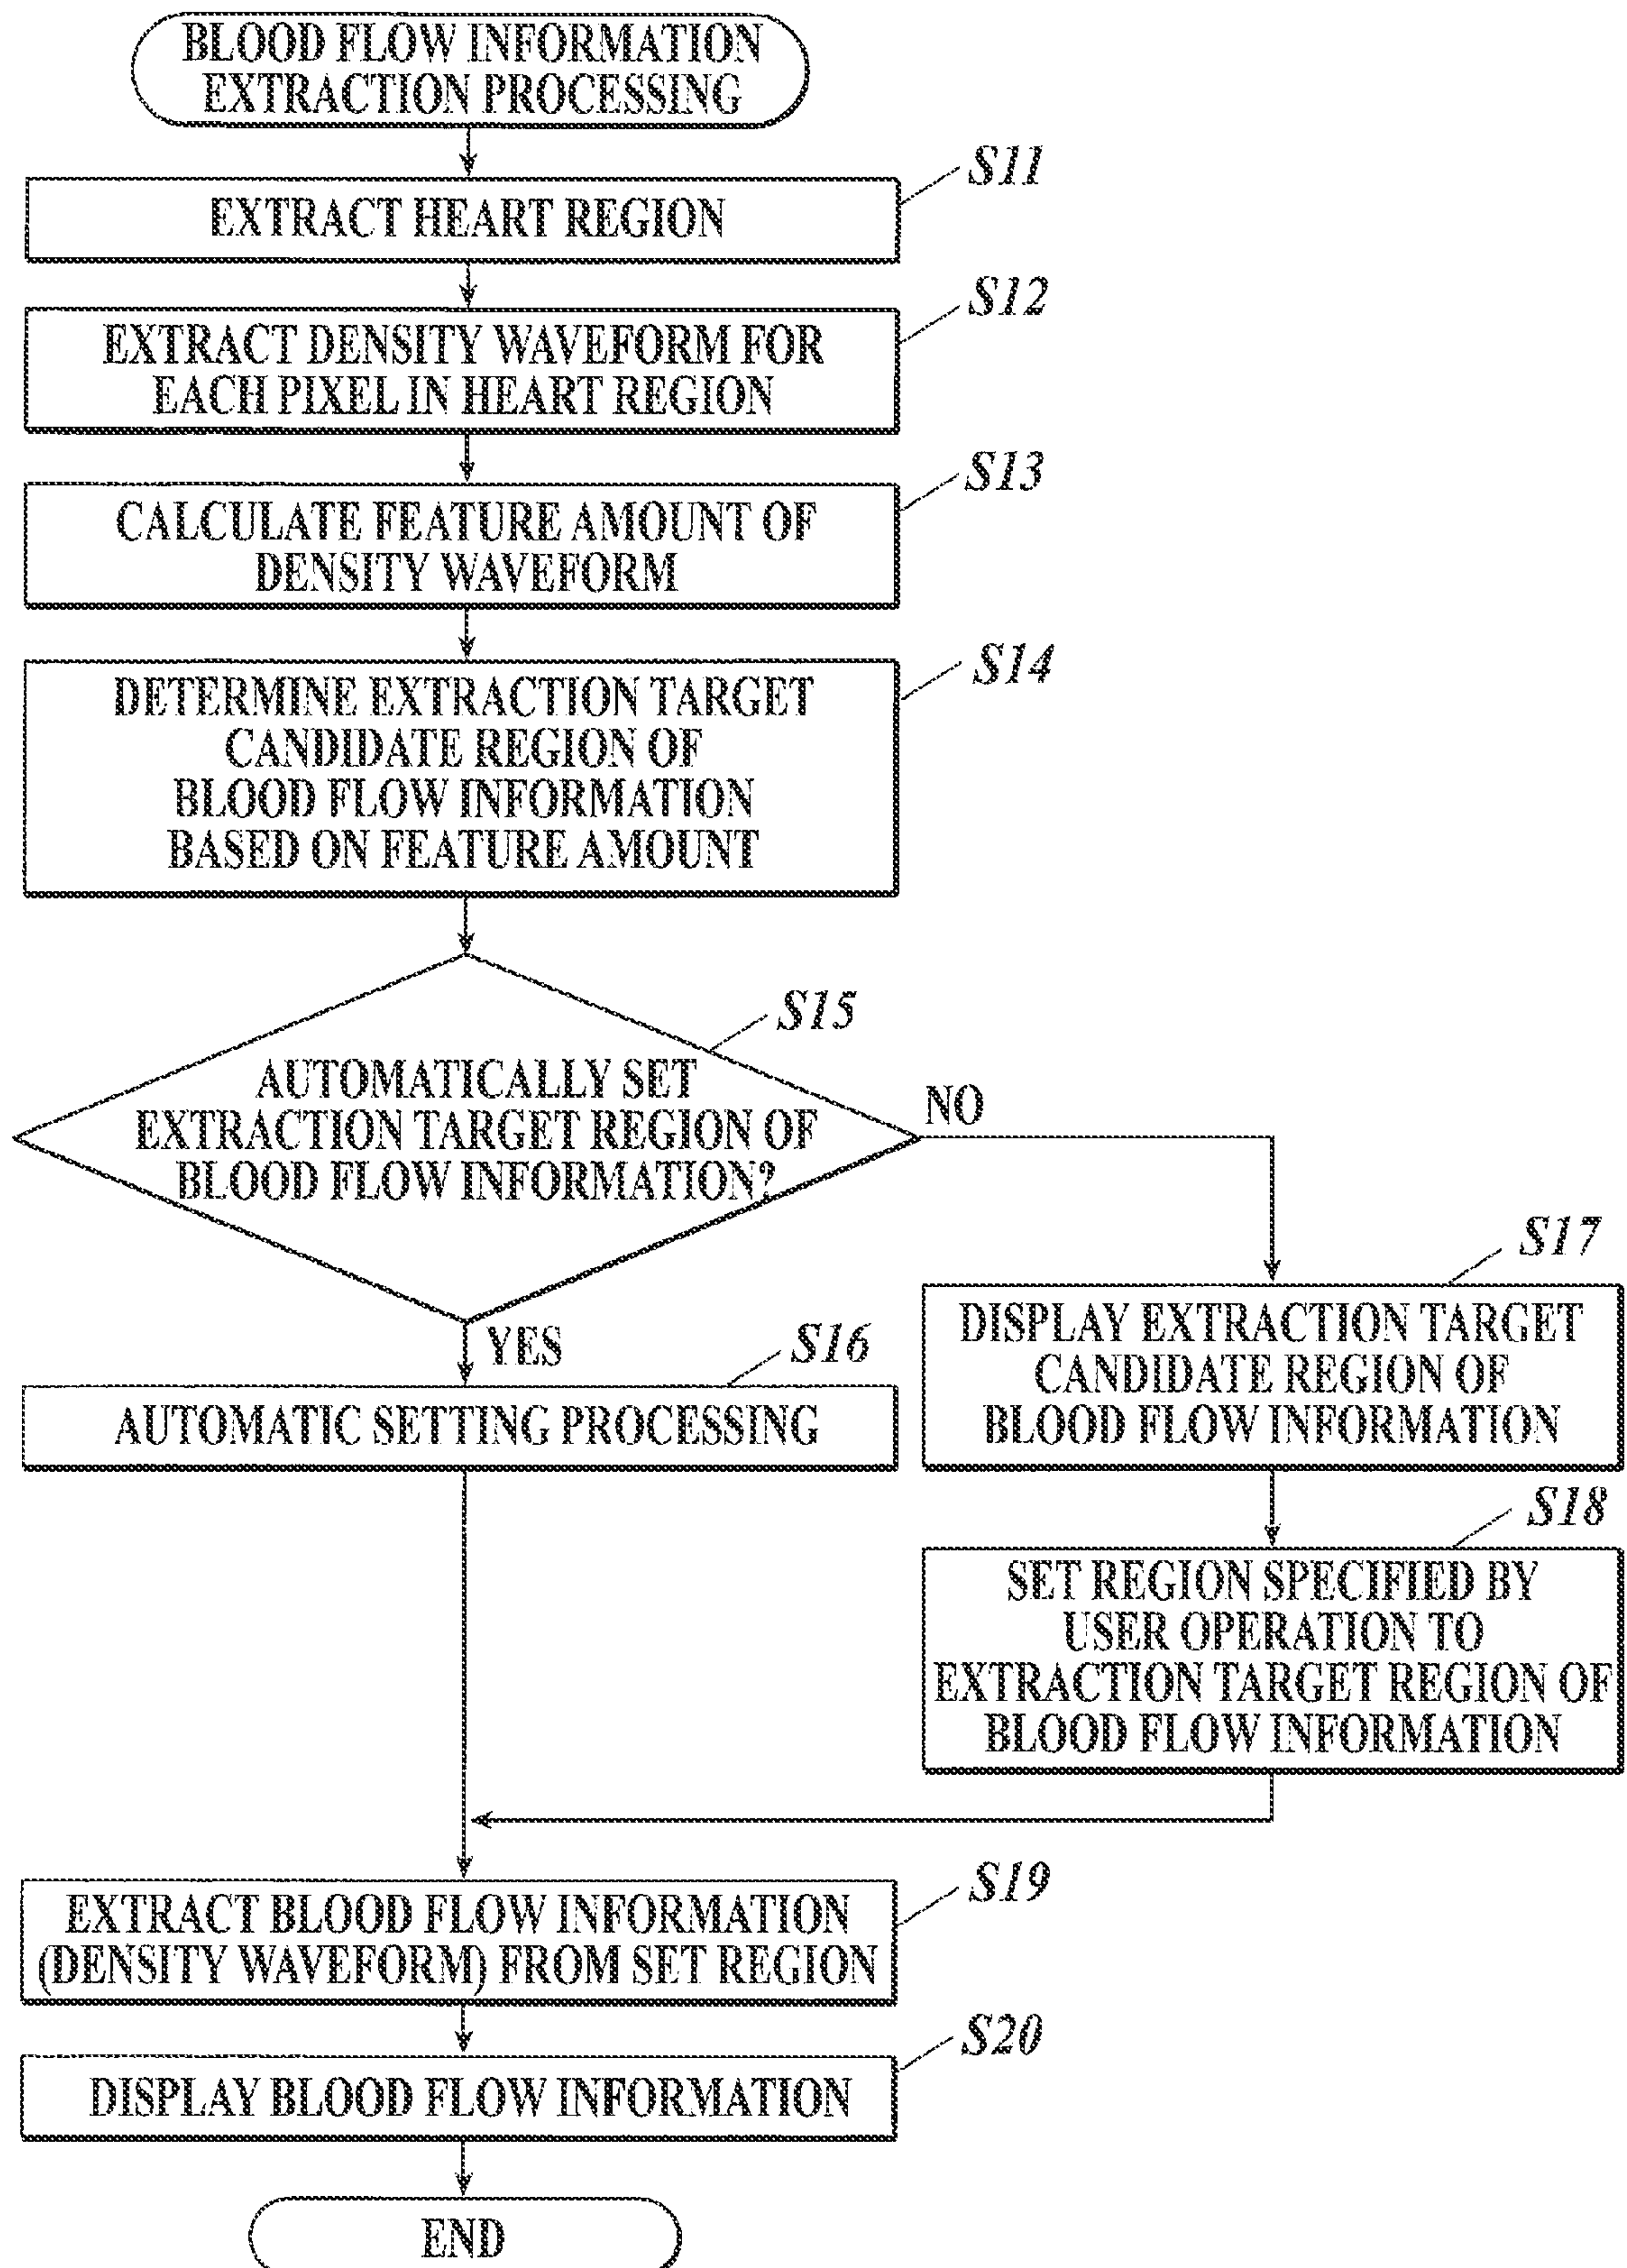 BLOOD FLOW INFORMATION
EXTRACTION PROCESSING
S11
EXTRACT HEART REGION
S12
EXTRACT DENSITY WAVEFORM FOR
EACH PIXEL IN HEART REGION
S13
CALCULATE FEATURE AMOUNT OF
DENSITY WAVEFORM
S14
DETERMINE EXTRACTION TARGET
CANDIDATE REGION OF
BLOOD FLOW INFORMATION
BASED ON FEATURE AMOUNT
S15
AUTOMATICALLY SET
EXTRACTION TARGET REGION OF
BLOOD FLOW INFORMATION?
NO
YES
S16
AUTOMATIC SETTING PROCESSING
S17
DISPLAY EXTRACTION TARGET
CANDIDATE REGION OF
BLOOD FLOW INFORMATION
S18
SET REGION SPECIFIED BY
USER OPERATION TO
EXTRACTION TARGET REGION OF
BLOOD FLOW INFORMATION
S19
EXTRACT BLOOD FLOW INFORMATION
(DENSITY WAVEFORM) FROM SET REGION
S20
DISPLAY BLOOD FLOW INFORMATION
END